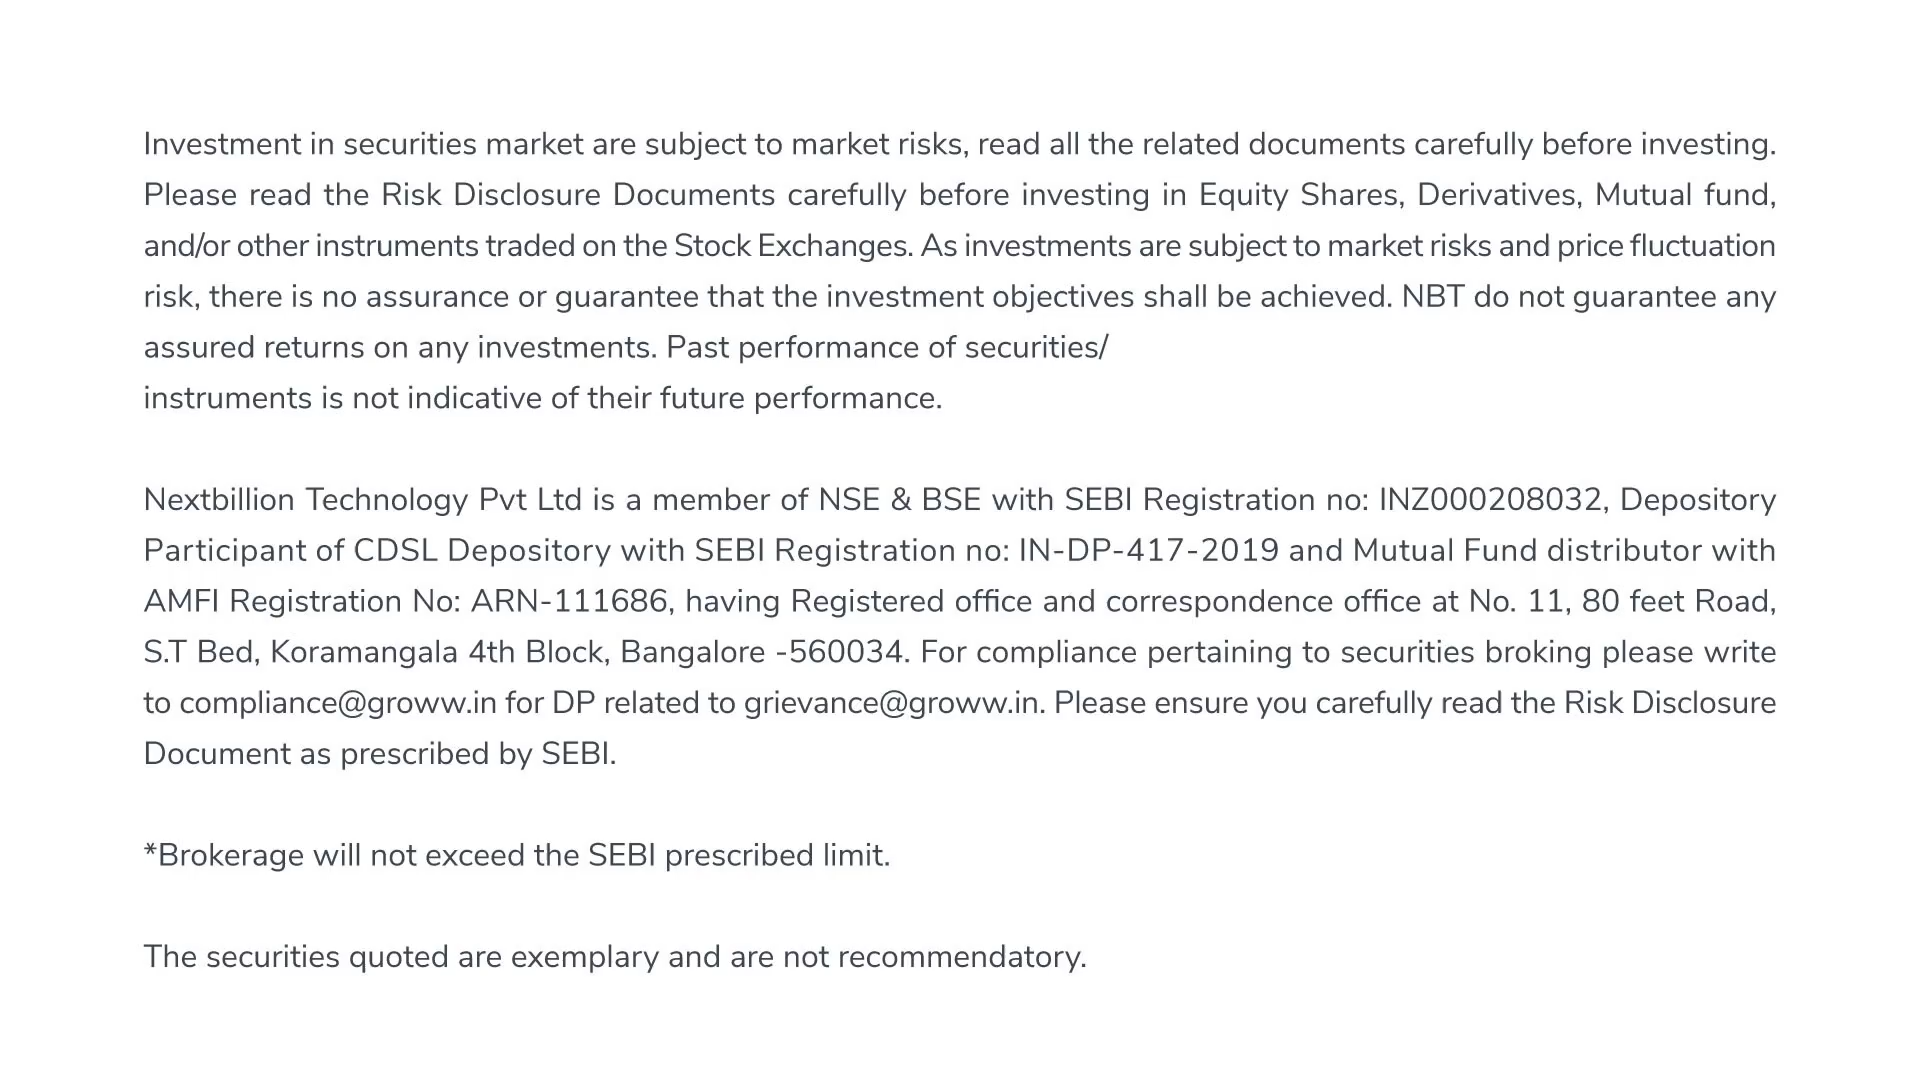 Investment in securities market are subject to market risks, read all the related documents carefully before investing.
Please read the Risk Disclosure Documents carefully before investing in Equity Shares, Derivatives, Mutual fund,
and/or other instruments traded on the Stock Exchanges. As investments are subject to market risks and price fluctuation
risk, there is no assurance or guarantee that the investment objectives shall be achieved. NBT do not guarantee any
assured returns on any investments. Past performance of securities/
instruments is not indicative of their future performance.
Nextbillion Technology Pvt Ltd is a member of NSE & BSE with SEBI Registration no: INZ000208032, Depository
Participant of CDSL Depository with SEBI Registration no: IN-DP-417-2019 and Mutual Fund distributor with
AMFI Registration No: ARN-111686, having Registered office and correspondence office at No. 11, 80 feet Road,
S.T Bed, Koramangala 4th Block, Bangalore -560034. For compliance pertaining to securities broking please write
to compliance@groww.in for DP related to grievance@groww.in. Please ensure you carefully read the Risk Disclosure
Document as prescribed by SEBI.
*Brokerage will not exceed the SEBI prescribed limit.
The securities quoted are exemplary and are not recommendatory.